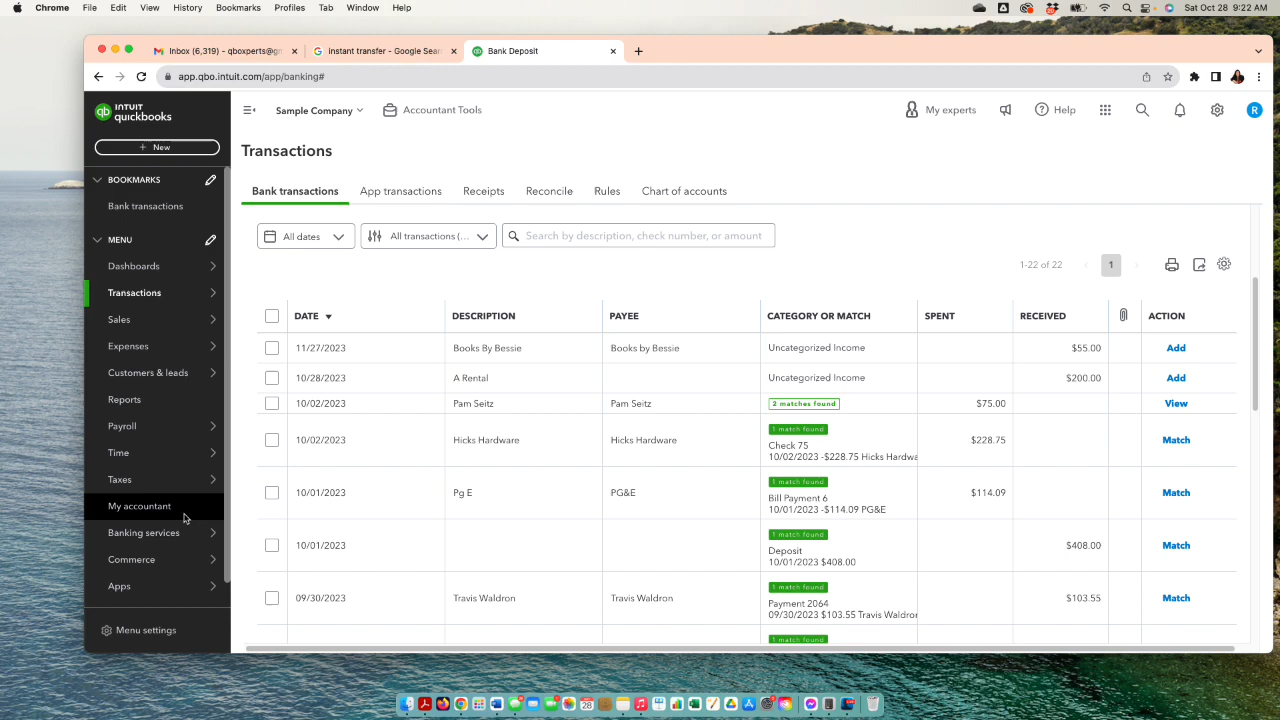 Chrome File Edit View History Bookmarks Profiles Tab Window Help Sat Oct 28 9:22 AM
Inbox (6,319) - qboxperts@gm
instant transfer - Google Sear
Bank Deposit
app.qbo.intuit.com/app/banking#
INTUIT
quickbooks
Sample Company
Accountant Tools
My experts
Help
R
+ New
Transactions
BOOKMARKS
Bank transactions
MENU
Dashboards
Transactions
Sales
Expenses
Customers & leads
Reports
Payroll
Time
Taxes
My accountant
Banking services
Commerce
Apps
Menu settings
Bank transactions App transactions Receipts Reconcile Rules Chart of accounts
All dates
All transactions (...
Search by description, check number, or amount
1-22 of 22
1
DATE DESCRIPTION PAYEE CATEGORY OR MATCH SPENT RECEIVED ACTION
11/27/2023 Books By Bessie Books by Bessie Uncategorized Income $55.00 Add
10/28/2023 A Rental Uncategorized Income $200.00 Add
10/02/2023 Pam Seitz Pam Seitz 2 matches found $75.00 View
1 match found
10/02/2023 Hicks Hardware Hicks Hardware Check 75 $228.75 Match
10/02/2023 -$228.75 Hicks Hardwa
1 match found
10/01/2023 Pg E PG&E Bill Payment 6 $114.09 Match
10/01/2023 -$114.09 PG&E
1 match found
10/01/2023 Deposit $408.00 Match
10/01/2023 $408.00
1 match found
09/30/2023 Travis Waldron Travis Waldron Payment 2064 $103.55 Match
09/30/2023 $103.55 Travis Waldron
1 match found